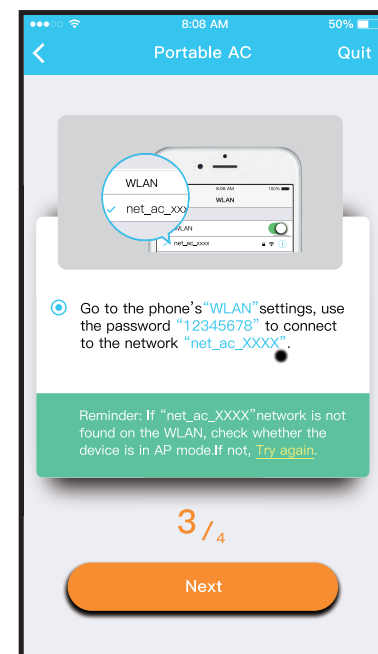 8:08 AM
50%
Portable AC
Quit
WLAN
net_ac_xxx
8:08 AM
100%
WLAN
WLAN
net_ac_xxxx
Go to the phone's“WLAN”settings, use
the password “12345678” to connect
to the network “net_ac_XXXX”.
Reminder: If “net_ac_XXXX”network is not
found on the WLAN, check whether the
device is in AP mode.If not, Try again.
3/4
Next